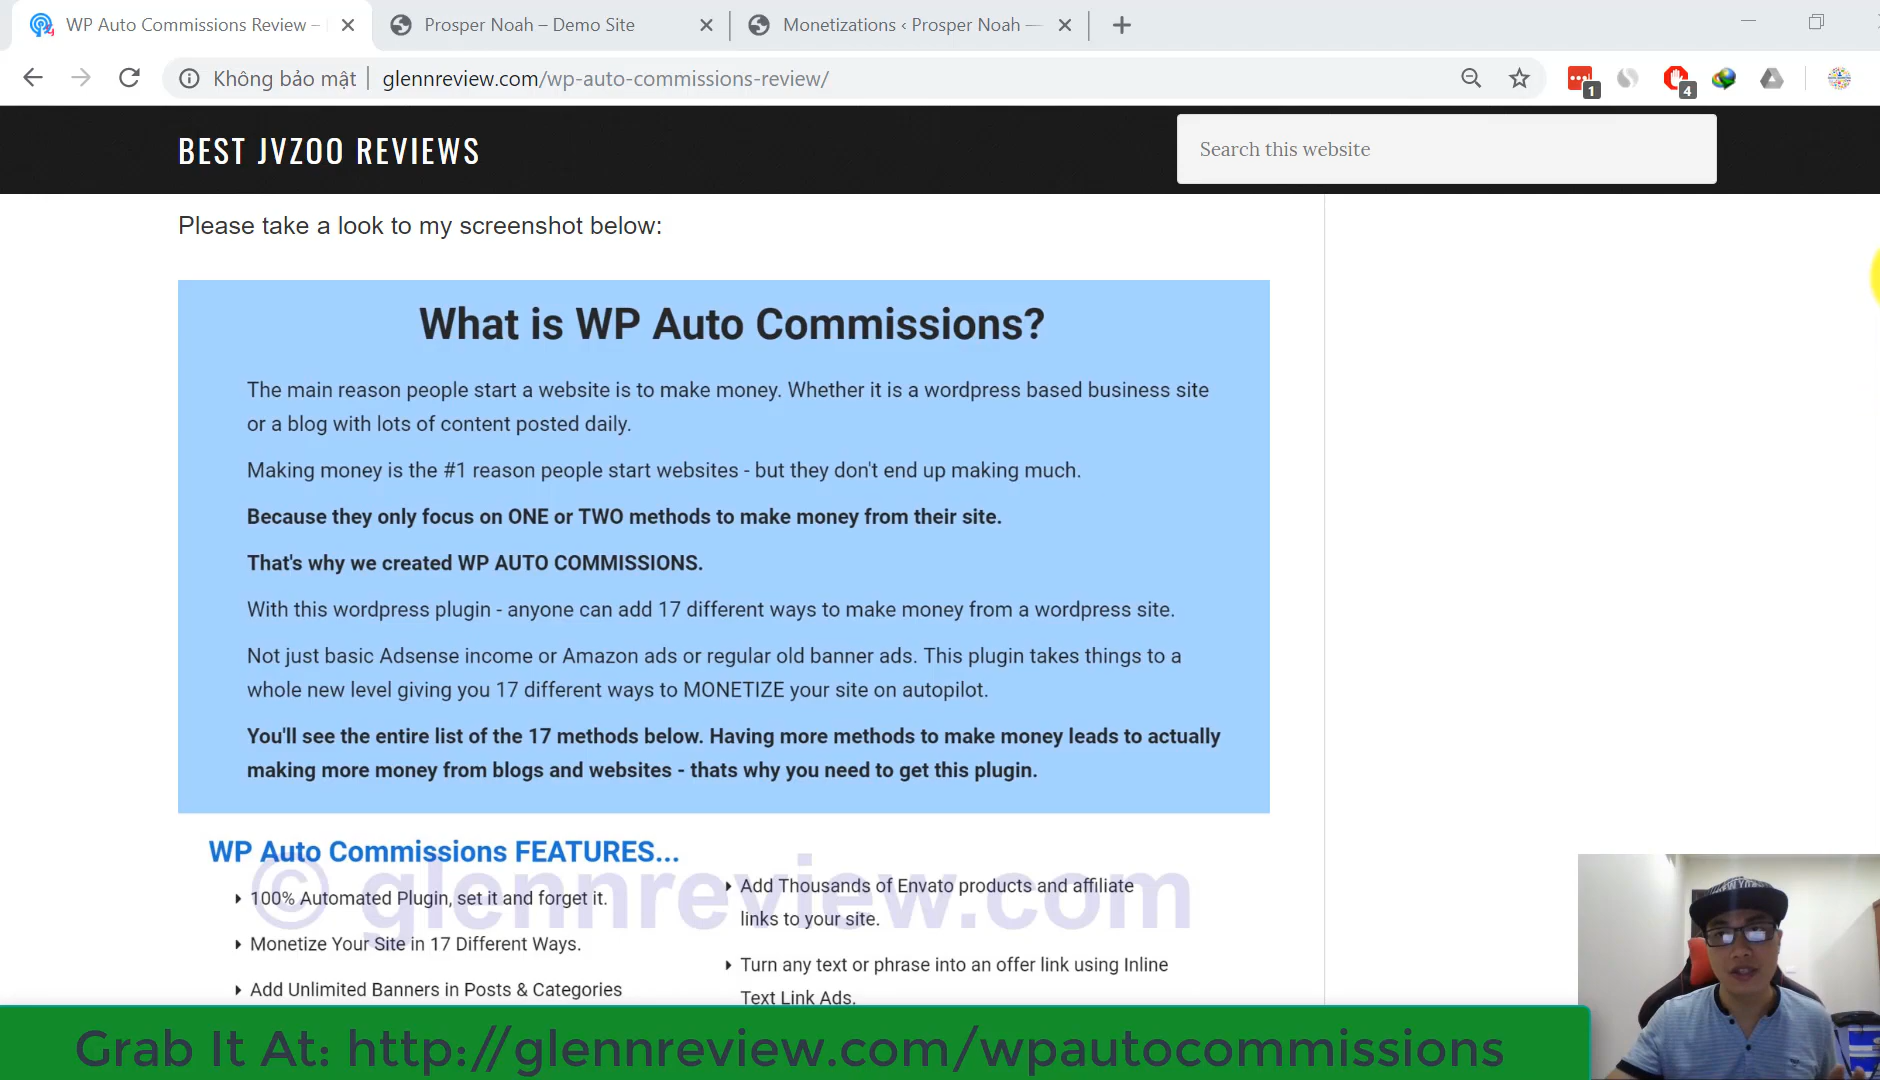 WP Auto Commissions Review –
Prosper Noah – Demo Site
Monetizations ‹ Prosper Noah —
Không bảo mật
glennreview.com/wp-auto-commissions-review/
1
4
BEST JVZOO REVIEWS
Search this website
Please take a look to my screenshot below:
What is WP Auto Commissions?
The main reason people start a website is to make money. Whether it is a wordpress based business site
or a blog with lots of content posted daily.
Making money is the #1 reason people start websites - but they don't end up making much.
Because they only focus on ONE or TWO methods to make money from their site.
That's why we created WP AUTO COMMISSIONS.
With this wordpress plugin - anyone can add 17 different ways to make money from a wordpress site.
Not just basic Adsense income or Amazon ads or regular old banner ads. This plugin takes things to a
whole new level giving you 17 different ways to MONETIZE your site on autopilot.
You'll see the entire list of the 17 methods below. Having more methods to make money leads to actually
making more money from blogs and websites - thats why you need to get this plugin.
WP Auto Commissions FEATURES...
© glennreview.com
100% Automated Plugin, set it and forget it.
Monetize Your Site in 17 Different Ways.
Add Unlimited Banners in Posts & Categories
Add Thousands of Envato products and affiliate
links to your site.
Turn any text or phrase into an offer link using Inline
Text Link Ads.
Grab It At: http://glennreview.com/wpautocommissions